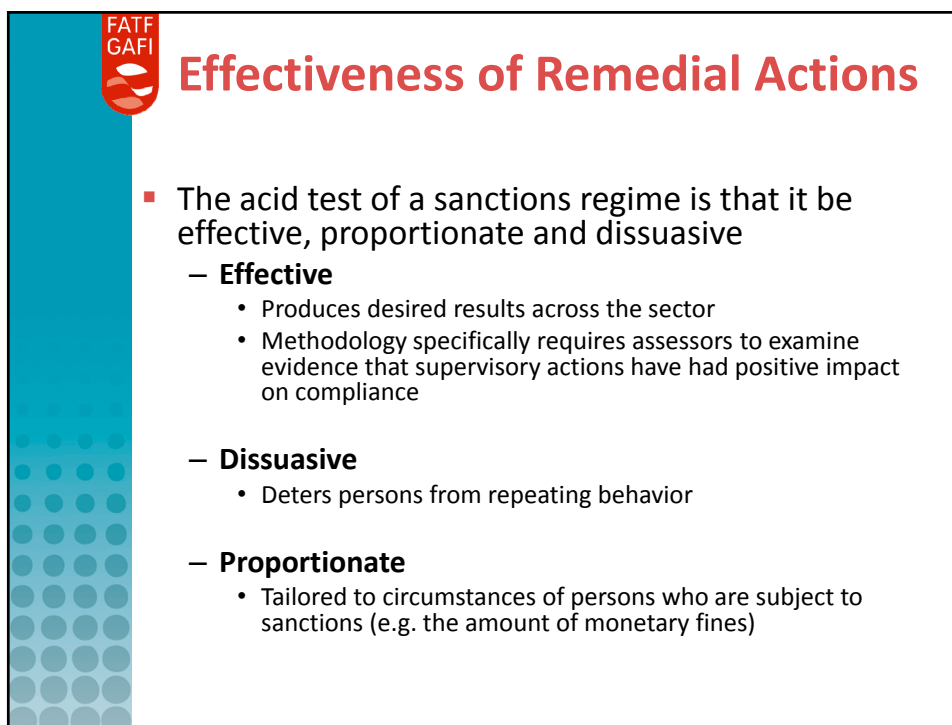 FATF
GAFI
Effectiveness of Remedial Actions
▪ The acid test of a sanctions regime is that it be
effective, proportionate and dissuasive
– Effective
• Produces desired results across the sector
• Methodology specifically requires assessors to examine
evidence that supervisory actions have had positive impact
on compliance
– Dissuasive
• Deters persons from repeating behavior
– Proportionate
• Tailored to circumstances of persons who are subject to
sanctions (e.g. the amount of monetary fines)